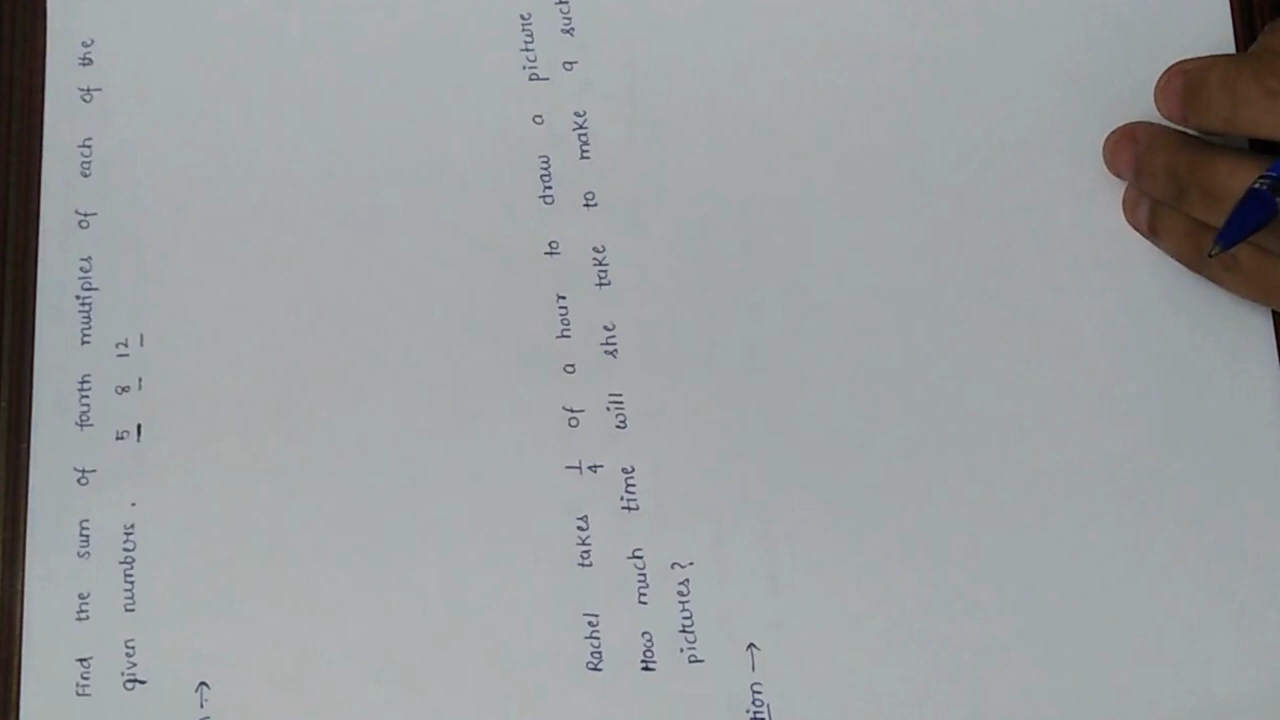 Find the sum of fourth multiples of each of the
given numbers. 5 8 12
Rachel takes 1/4 of a hour to draw a picture
How much time will she take to make 9 such
pictures?